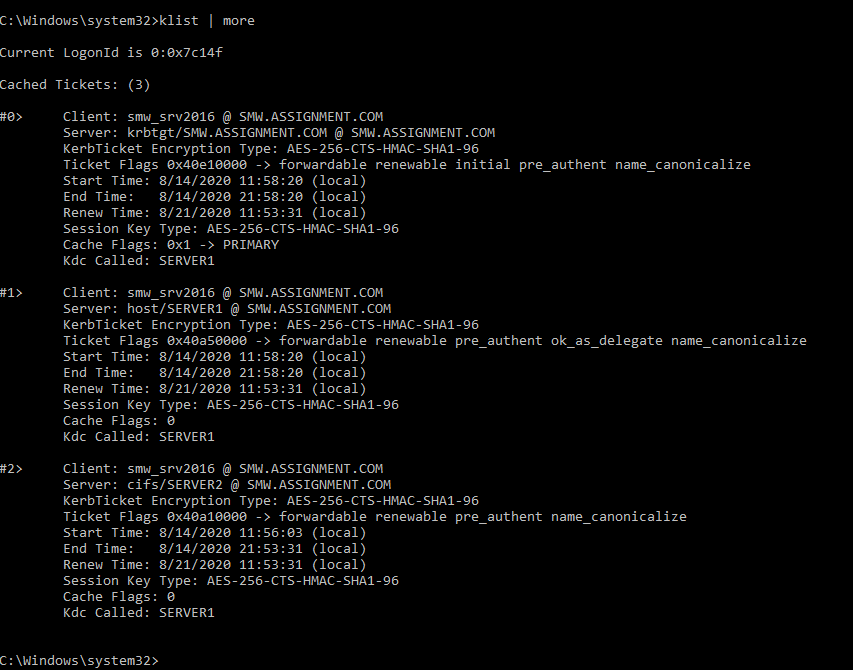 C:\Windows\system32>klist | more
Current LogonId is 0:0x7c14f
Cached Tickets: (3)
#0>     Client: smw_srv2016 @ SMW.ASSIGNMENT.COM
        Server: krbtgt/SMW.ASSIGNMENT.COM @ SMW.ASSIGNMENT.COM
        KerbTicket Encryption Type: AES-256-CTS-HMAC-SHA1-96
        Ticket Flags 0x40e10000 -> forwardable renewable initial pre_authent name_canonicalize
        Start Time: 8/14/2020 11:58:20 (local)
        End Time:   8/14/2020 21:58:20 (local)
        Renew Time: 8/21/2020 11:53:31 (local)
        Session Key Type: AES-256-CTS-HMAC-SHA1-96
        Cache Flags: 0x1 -> PRIMARY
        Kdc Called: SERVER1
#1>     Client: smw_srv2016 @ SMW.ASSIGNMENT.COM
        Server: host/SERVER1 @ SMW.ASSIGNMENT.COM
        KerbTicket Encryption Type: AES-256-CTS-HMAC-SHA1-96
        Ticket Flags 0x40a50000 -> forwardable renewable pre_authent ok_as_delegate name_canonicalize
        Start Time: 8/14/2020 11:58:20 (local)
        End Time:   8/14/2020 21:58:20 (local)
        Renew Time: 8/21/2020 11:53:31 (local)
        Session Key Type: AES-256-CTS-HMAC-SHA1-96
        Cache Flags: 0
        Kdc Called: SERVER1
#2>     Client: smw_srv2016 @ SMW.ASSIGNMENT.COM
        Server: cifs/SERVER2 @ SMW.ASSIGNMENT.COM
        KerbTicket Encryption Type: AES-256-CTS-HMAC-SHA1-96
        Ticket Flags 0x40a10000 -> forwardable renewable pre_authent name_canonicalize
        Start Time: 8/14/2020 11:56:03 (local)
        End Time:   8/14/2020 21:53:31 (local)
        Renew Time: 8/21/2020 11:53:31 (local)
        Session Key Type: AES-256-CTS-HMAC-SHA1-96
        Cache Flags: 0
        Kdc Called: SERVER1
C:\Windows\system32>